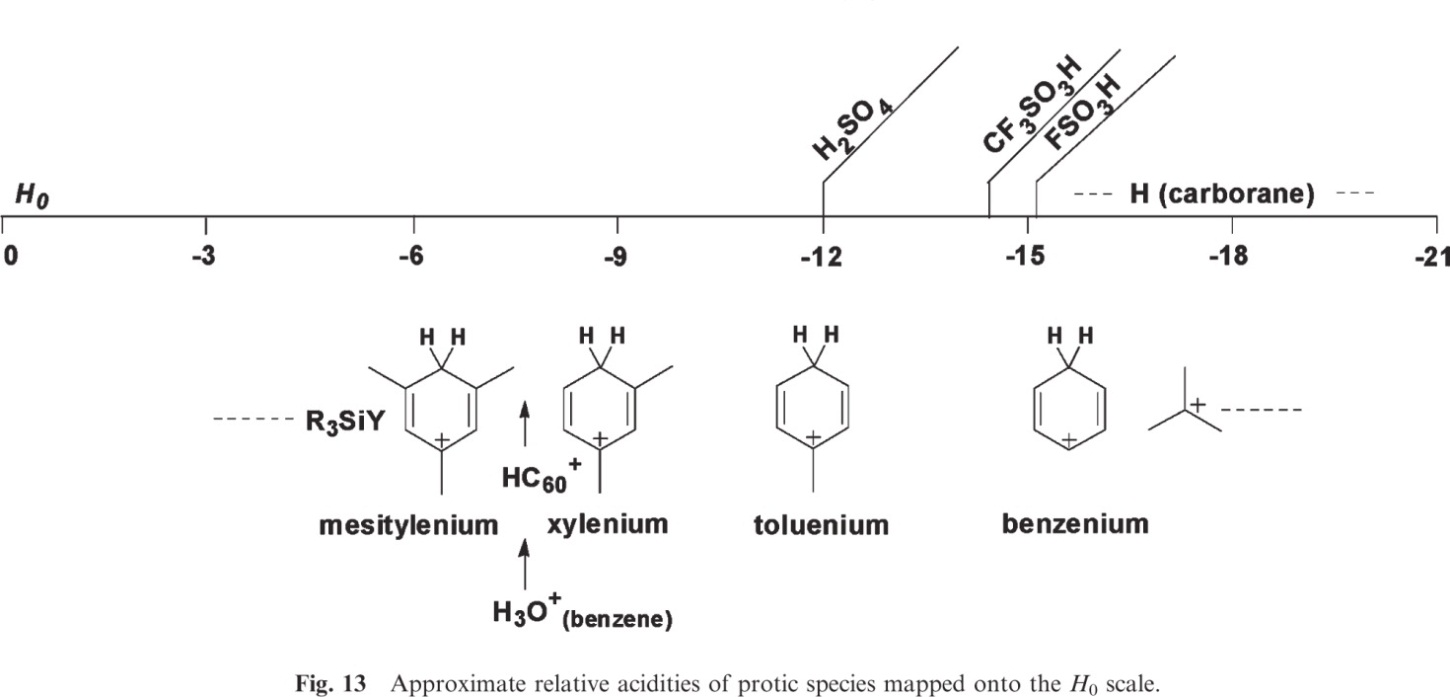 H₂SO₄
CF₃SO₃H
FSO₃H
H₀
--- H (carborane) ---
0 -3 -6 -9 -12 -15 -18 -21
H H H H H H H H
------ R₃SiY + + + + + ------
HC₆₀⁺
mesitylenium xylenium toluenium benzenium
H₃O⁺(benzene)
Fig. 13 Approximate relative acidities of protic species mapped onto the H₀ scale.